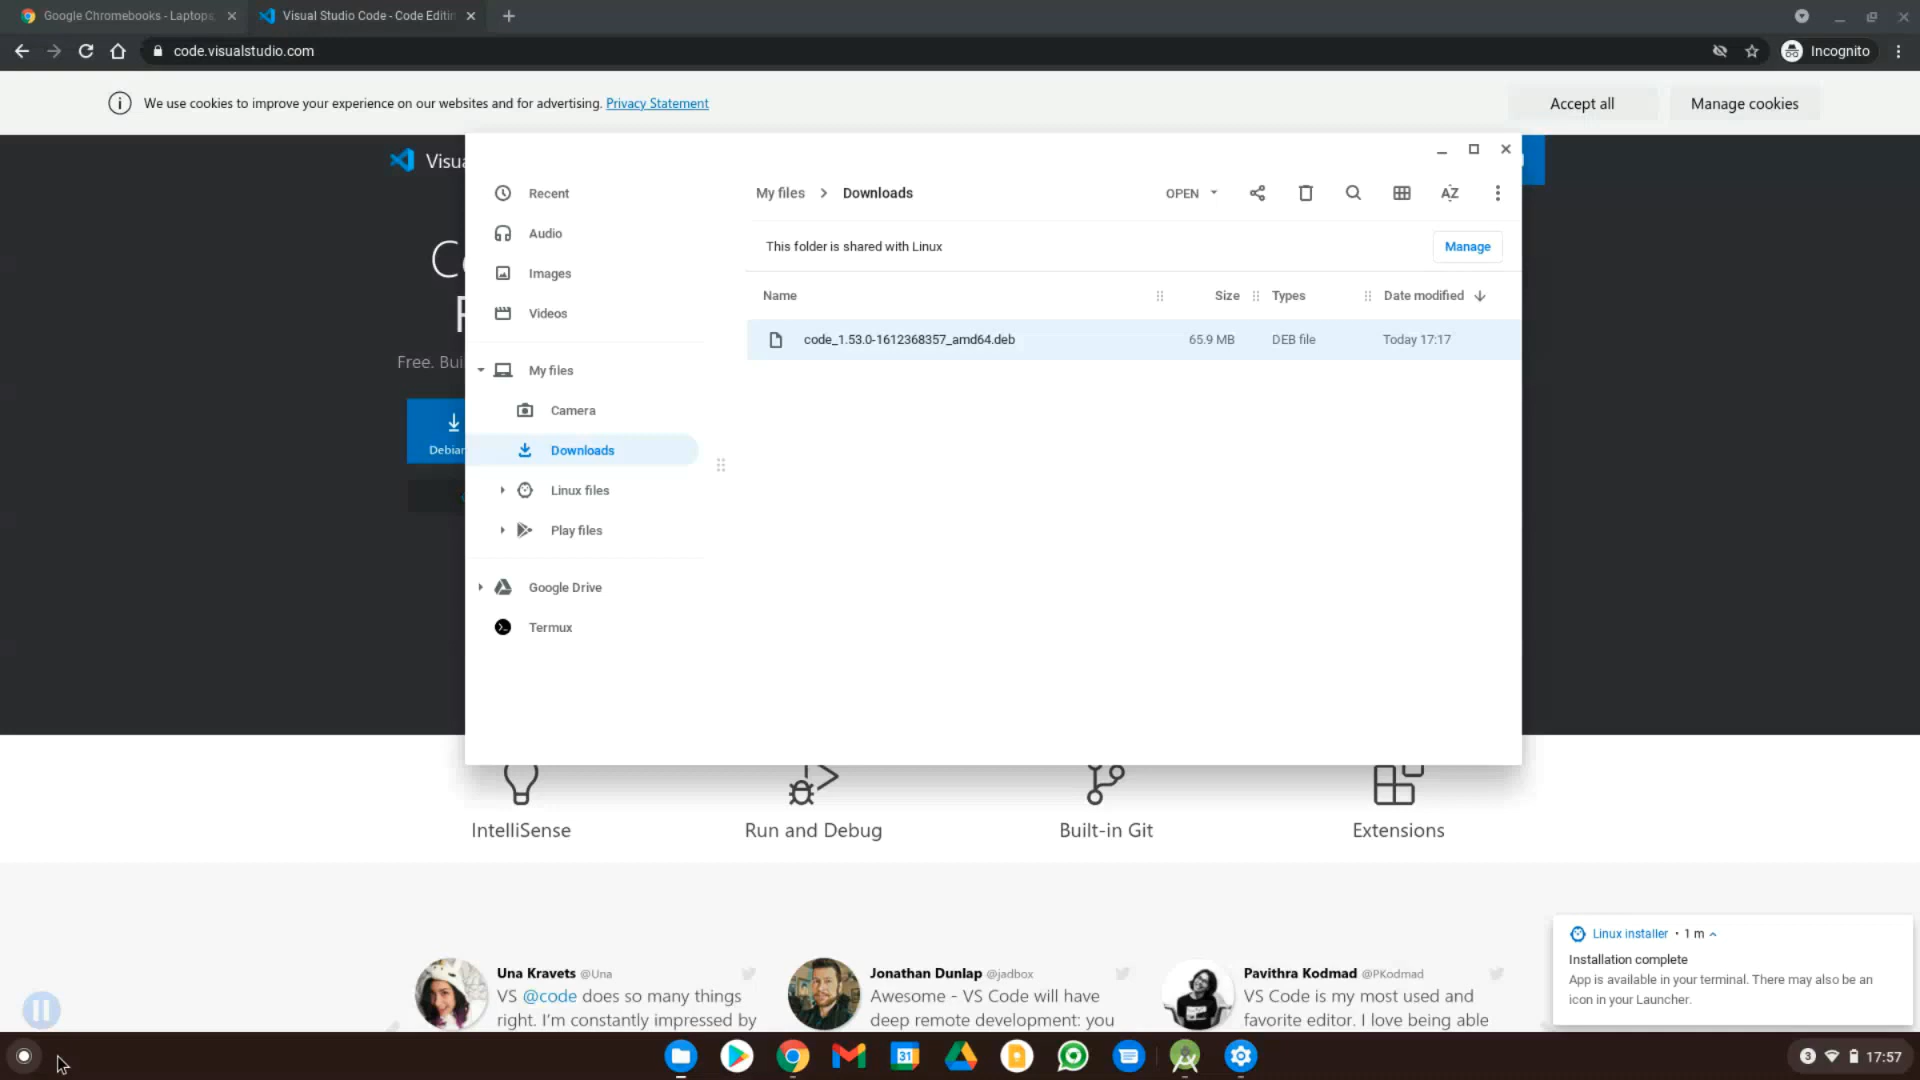 Google Chromebooks - Laptops,
Visual Studio Code - Code Editin
code.visualstudio.com
Incognito
We use cookies to improve your experience on our websites and for advertising. Privacy Statement
Accept all
Manage cookies
Visua
Free. Bui
Debian
Recent
Audio
Images
Videos
My files
Camera
Downloads
Linux files
Play files
Google Drive
Termux
My files > Downloads
OPEN
AZ
This folder is shared with Linux
Manage
Name
Size
Types
Date modified
code_1.53.0-1612368357_amd64.deb
65.9 MB
DEB file
Today 17:17
IntelliSense
Run and Debug
Built-in Git
Extensions
Una Kravets @Una
VS @code does so many things
right. I'm constantly impressed by
Jonathan Dunlap @jadbox
Awesome - VS Code will have
deep remote development: you
Pavithra Kodmad @PKodmad
VS Code is my most used and
favorite editor. I love being able
Linux installer • 1 m
Installation complete
App is available in your terminal. There may also be an
icon in your Launcher.
31
3
17:57